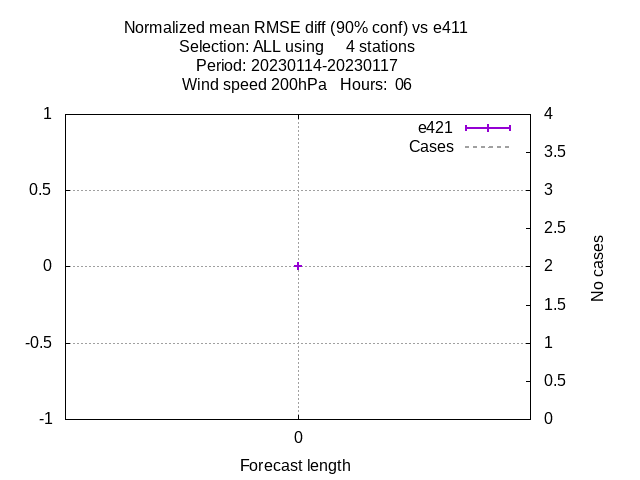 Normalized mean RMSE diff (90% conf) vs e411
Selection: ALL using     4 stations
Period: 20230114-20230117
Wind speed 200hPa   Hours:  06
1
0.5
0
-0.5
-1
e421
Cases
4
3.5
3
2.5
2
1.5
1
0.5
0
No cases
0
Forecast length